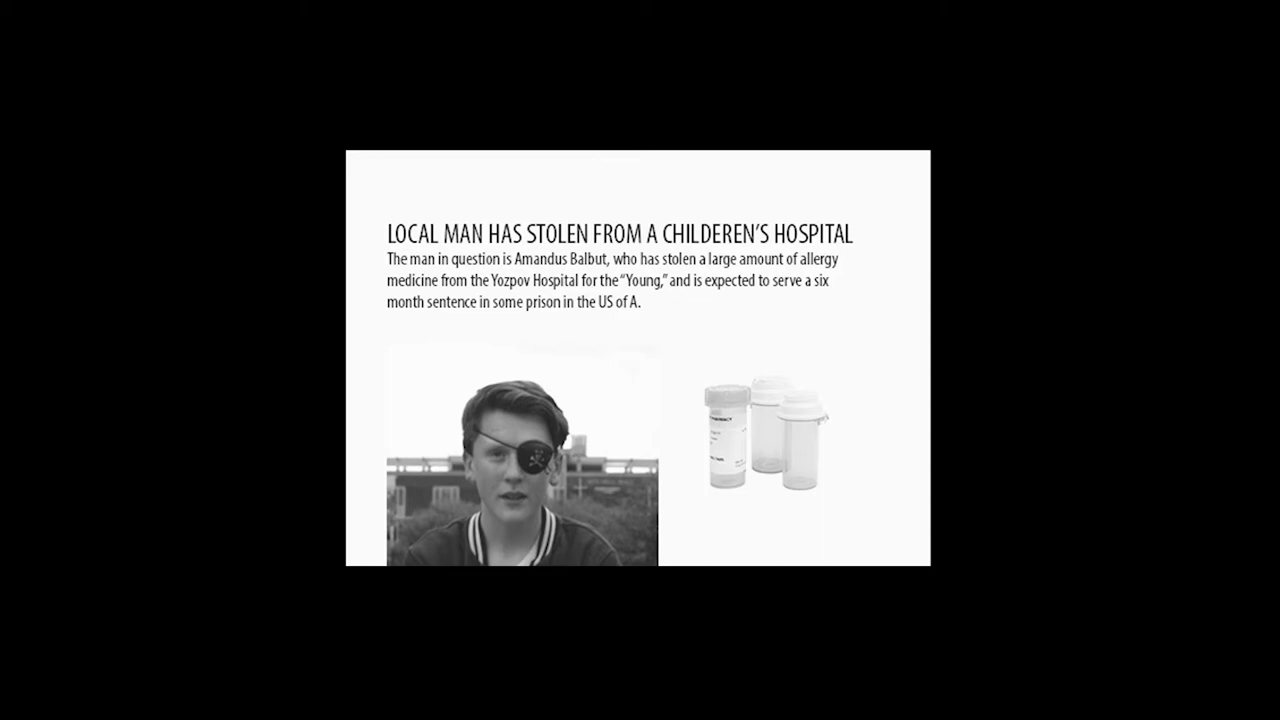 LOCAL MAN HAS STOLEN FROM A CHILDEREN'S HOSPITAL
The man in question is Amandus Balbut, who has stolen a large amount of allergy
medicine from the Yozpov Hospital for the "Young," and is expected to serve a six
month sentence in some prison in the US of A.